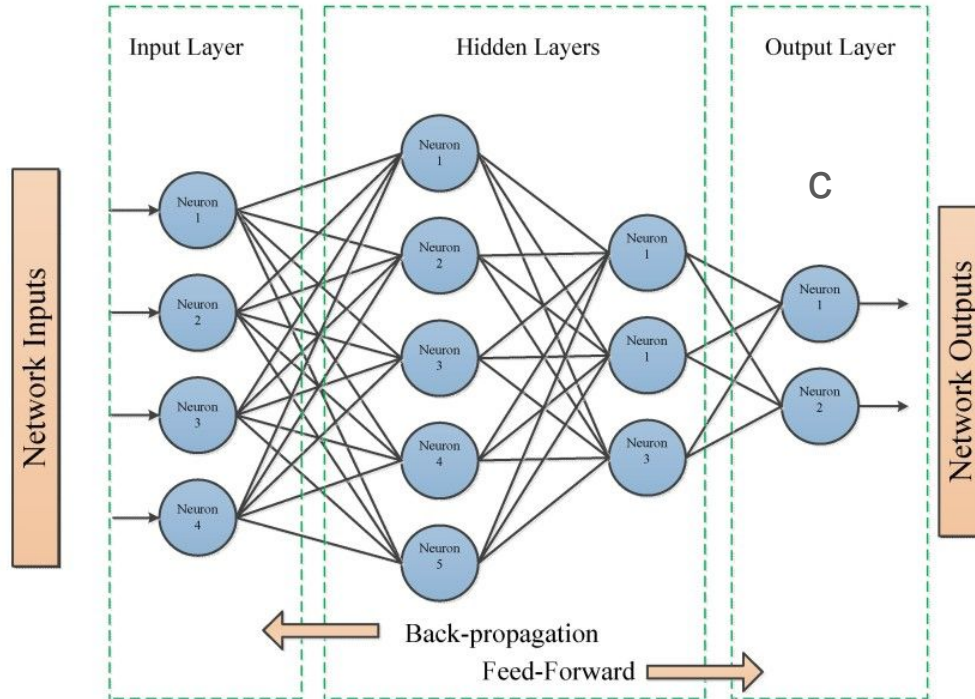 Input Layer
Hidden Layers
Output Layer
Network Inputs
Neuron
1
Neuron
2
Neuron
3
Neuron
4
Neuron
1
Neuron
2
Neuron
3
Neuron
4
Neuron
5
Neuron
1
Neuron
1
Neuron
3
C
Neuron
1
Neuron
2
Network Outputs
Back-propagation
Feed-Forward